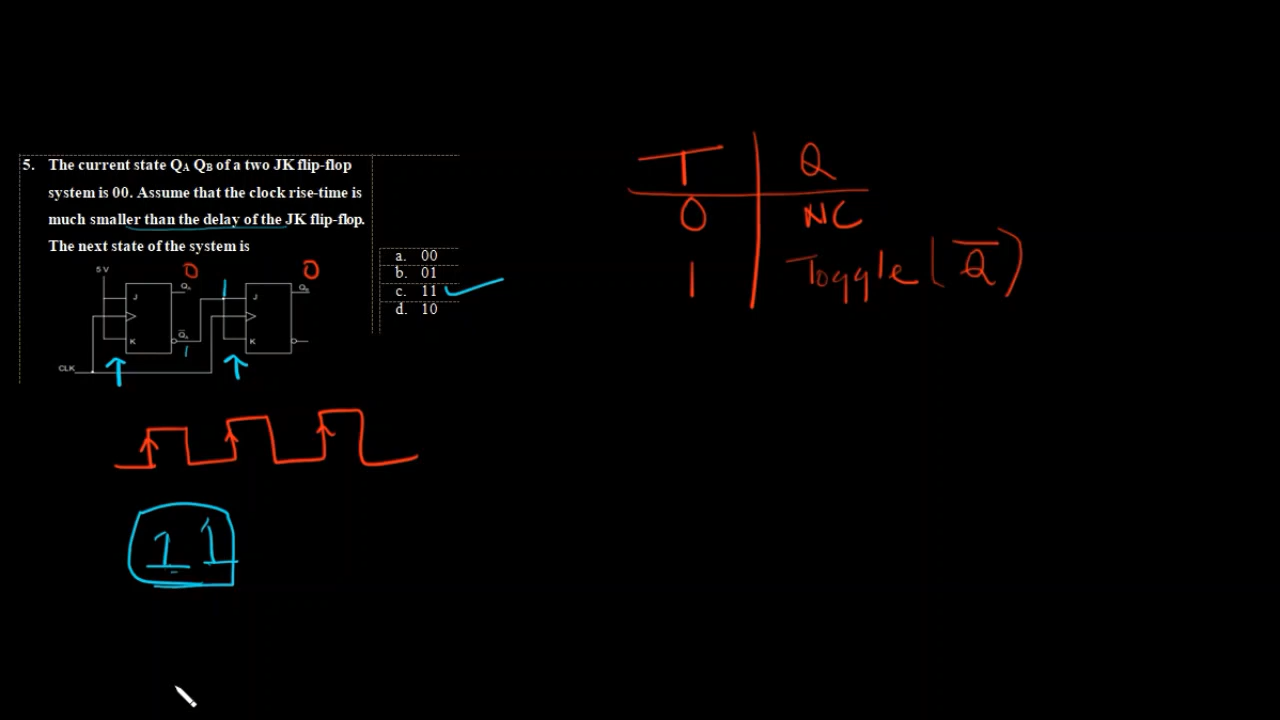 5. The current state QA QB of a two JK flip-flop
system is 00. Assume that the clock rise-time is
much smaller than the delay of the JK flip-flop.
The next state of the system is
a. 00
b. 01
c. 11
d. 10
5 V
0
0
QA
1
QB
J
J
Q̅A
1
K
K
CLK
1 1
T Q
0 NC
1 Toggle (Q̅)